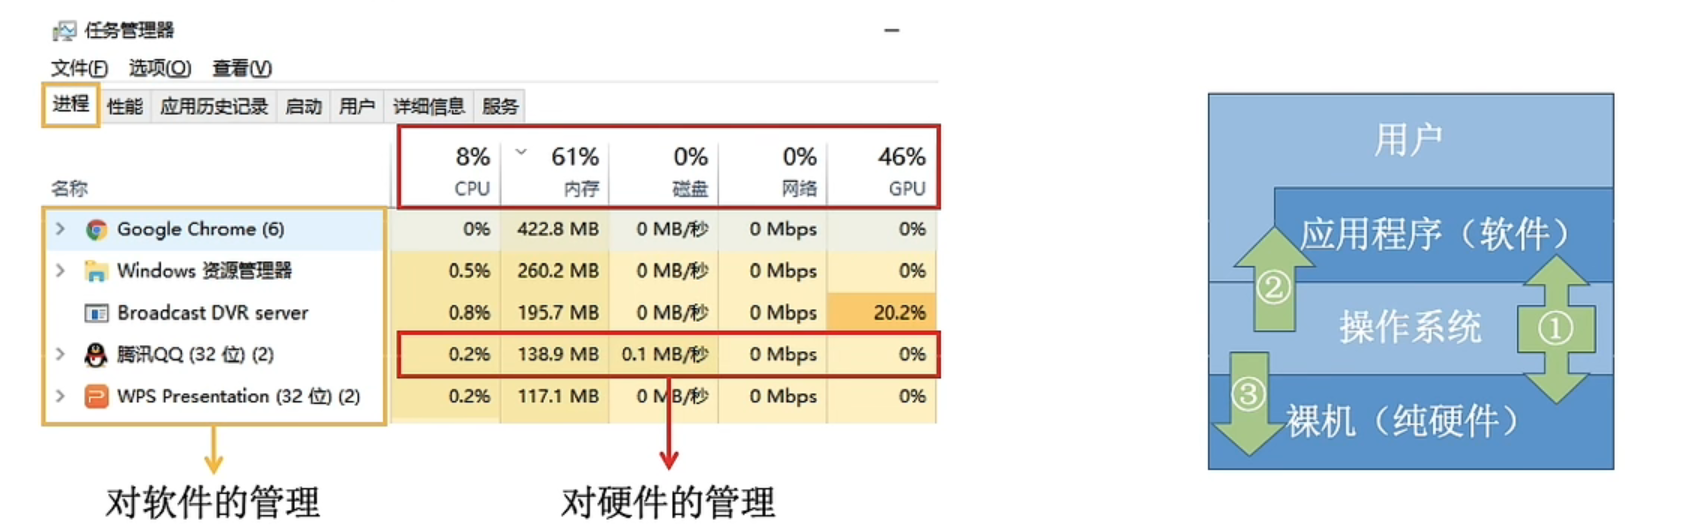 任务管理器
文件(F) 选项(O) 查看(V)
进程 性能 应用历史记录 启动 用户 详细信息 服务
8% 61% 0% 0% 46%
名称 CPU 内存 磁盘 网络 GPU
Google Chrome (6) 0% 422.8 MB 0 MB/秒 0 Mbps 0%
Windows 资源管理器 0.5% 260.2 MB 0 MB/秒 0 Mbps 0%
Broadcast DVR server 0.8% 195.7 MB 0 MB/秒 0 Mbps 20.2%
腾讯QQ (32 位) (2) 0.2% 138.9 MB 0.1 MB/秒 0 Mbps 0%
WPS Presentation (32 位) (2) 0.2% 117.1 MB 0 MB/秒 0 Mbps 0%
对软件的管理 对硬件的管理
用户
应用程序（软件）
②
操作系统 ①
③
裸机（纯硬件）